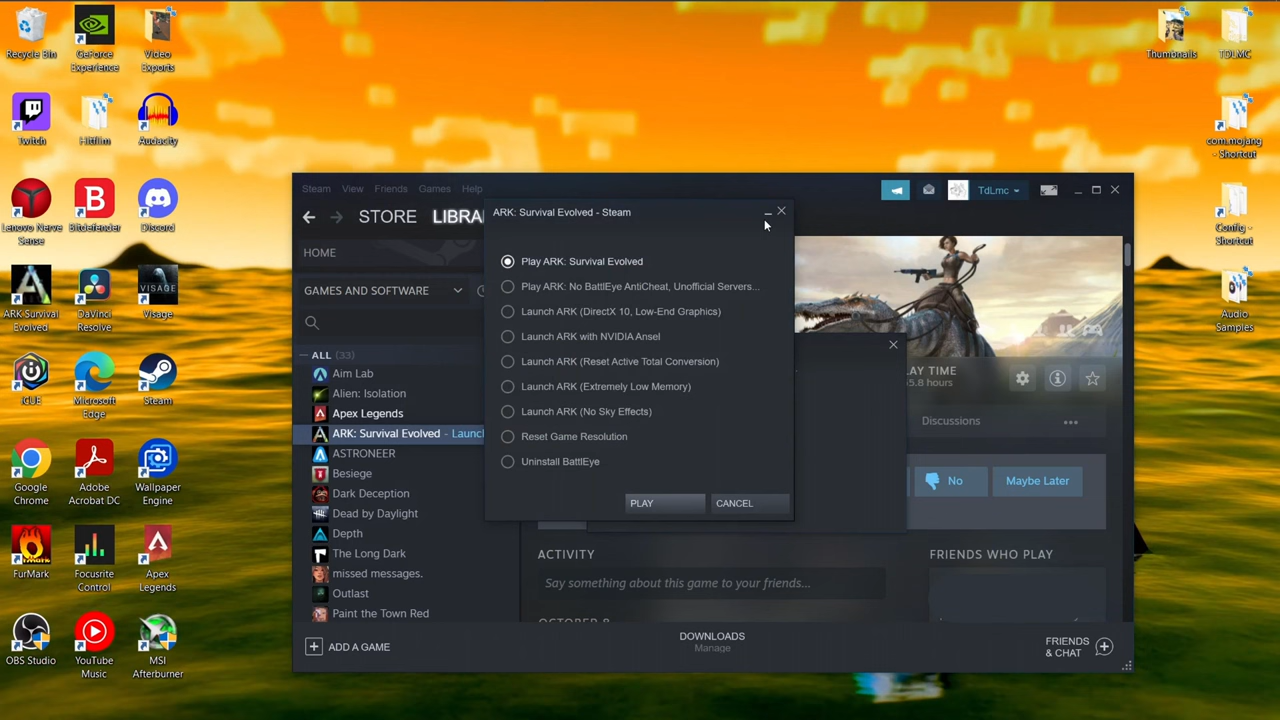 Recycle Bin
GeForce
Experience
Video
Exports
Twitch
Hitfilm
Audacity
Lenovo Nerve
Sense
Bitdefender
Discord
ARK Survival
Evolved
DaVinci
Resolve
Visage
VISAGE
iCUE
Microsoft
Edge
Steam
Google
Chrome
Adobe
Acrobat DC
Wallpaper
Engine
FurMark
Focusrite
Control
Apex
Legends
OBS Studio
YouTube
Music
MSI
Afterburner
Thumbnails
TDLMC
com.mojang
- Shortcut
Config -
Shortcut
Audio
Samples
Steam View Friends Games Help
TdLmc
STORE LIBRA
HOME
GAMES AND SOFTWARE
ALL (33)
Aim Lab
Alien: Isolation
Apex Legends
ARK: Survival Evolved - Launc
ASTRONEER
Besiege
Dark Deception
Dead by Daylight
Depth
The Long Dark
missed messages.
Outlast
Paint the Town Red
ADD A GAME
ARK: Survival Evolved - Steam
Play ARK: Survival Evolved
Play ARK: No BattlEye AntiCheat, Unofficial Servers...
Launch ARK (DirectX 10, Low-End Graphics)
Launch ARK with NVIDIA Ansel
Launch ARK (Reset Active Total Conversion)
Launch ARK (Extremely Low Memory)
Launch ARK (No Sky Effects)
Reset Game Resolution
Uninstall BattlEye
PLAY CANCEL
LAY TIME
5.8 hours
Discussions
No Maybe Later
ACTIVITY
Say something about this game to your friends...
FRIENDS WHO PLAY
DOWNLOADS
Manage
FRIENDS
& CHAT